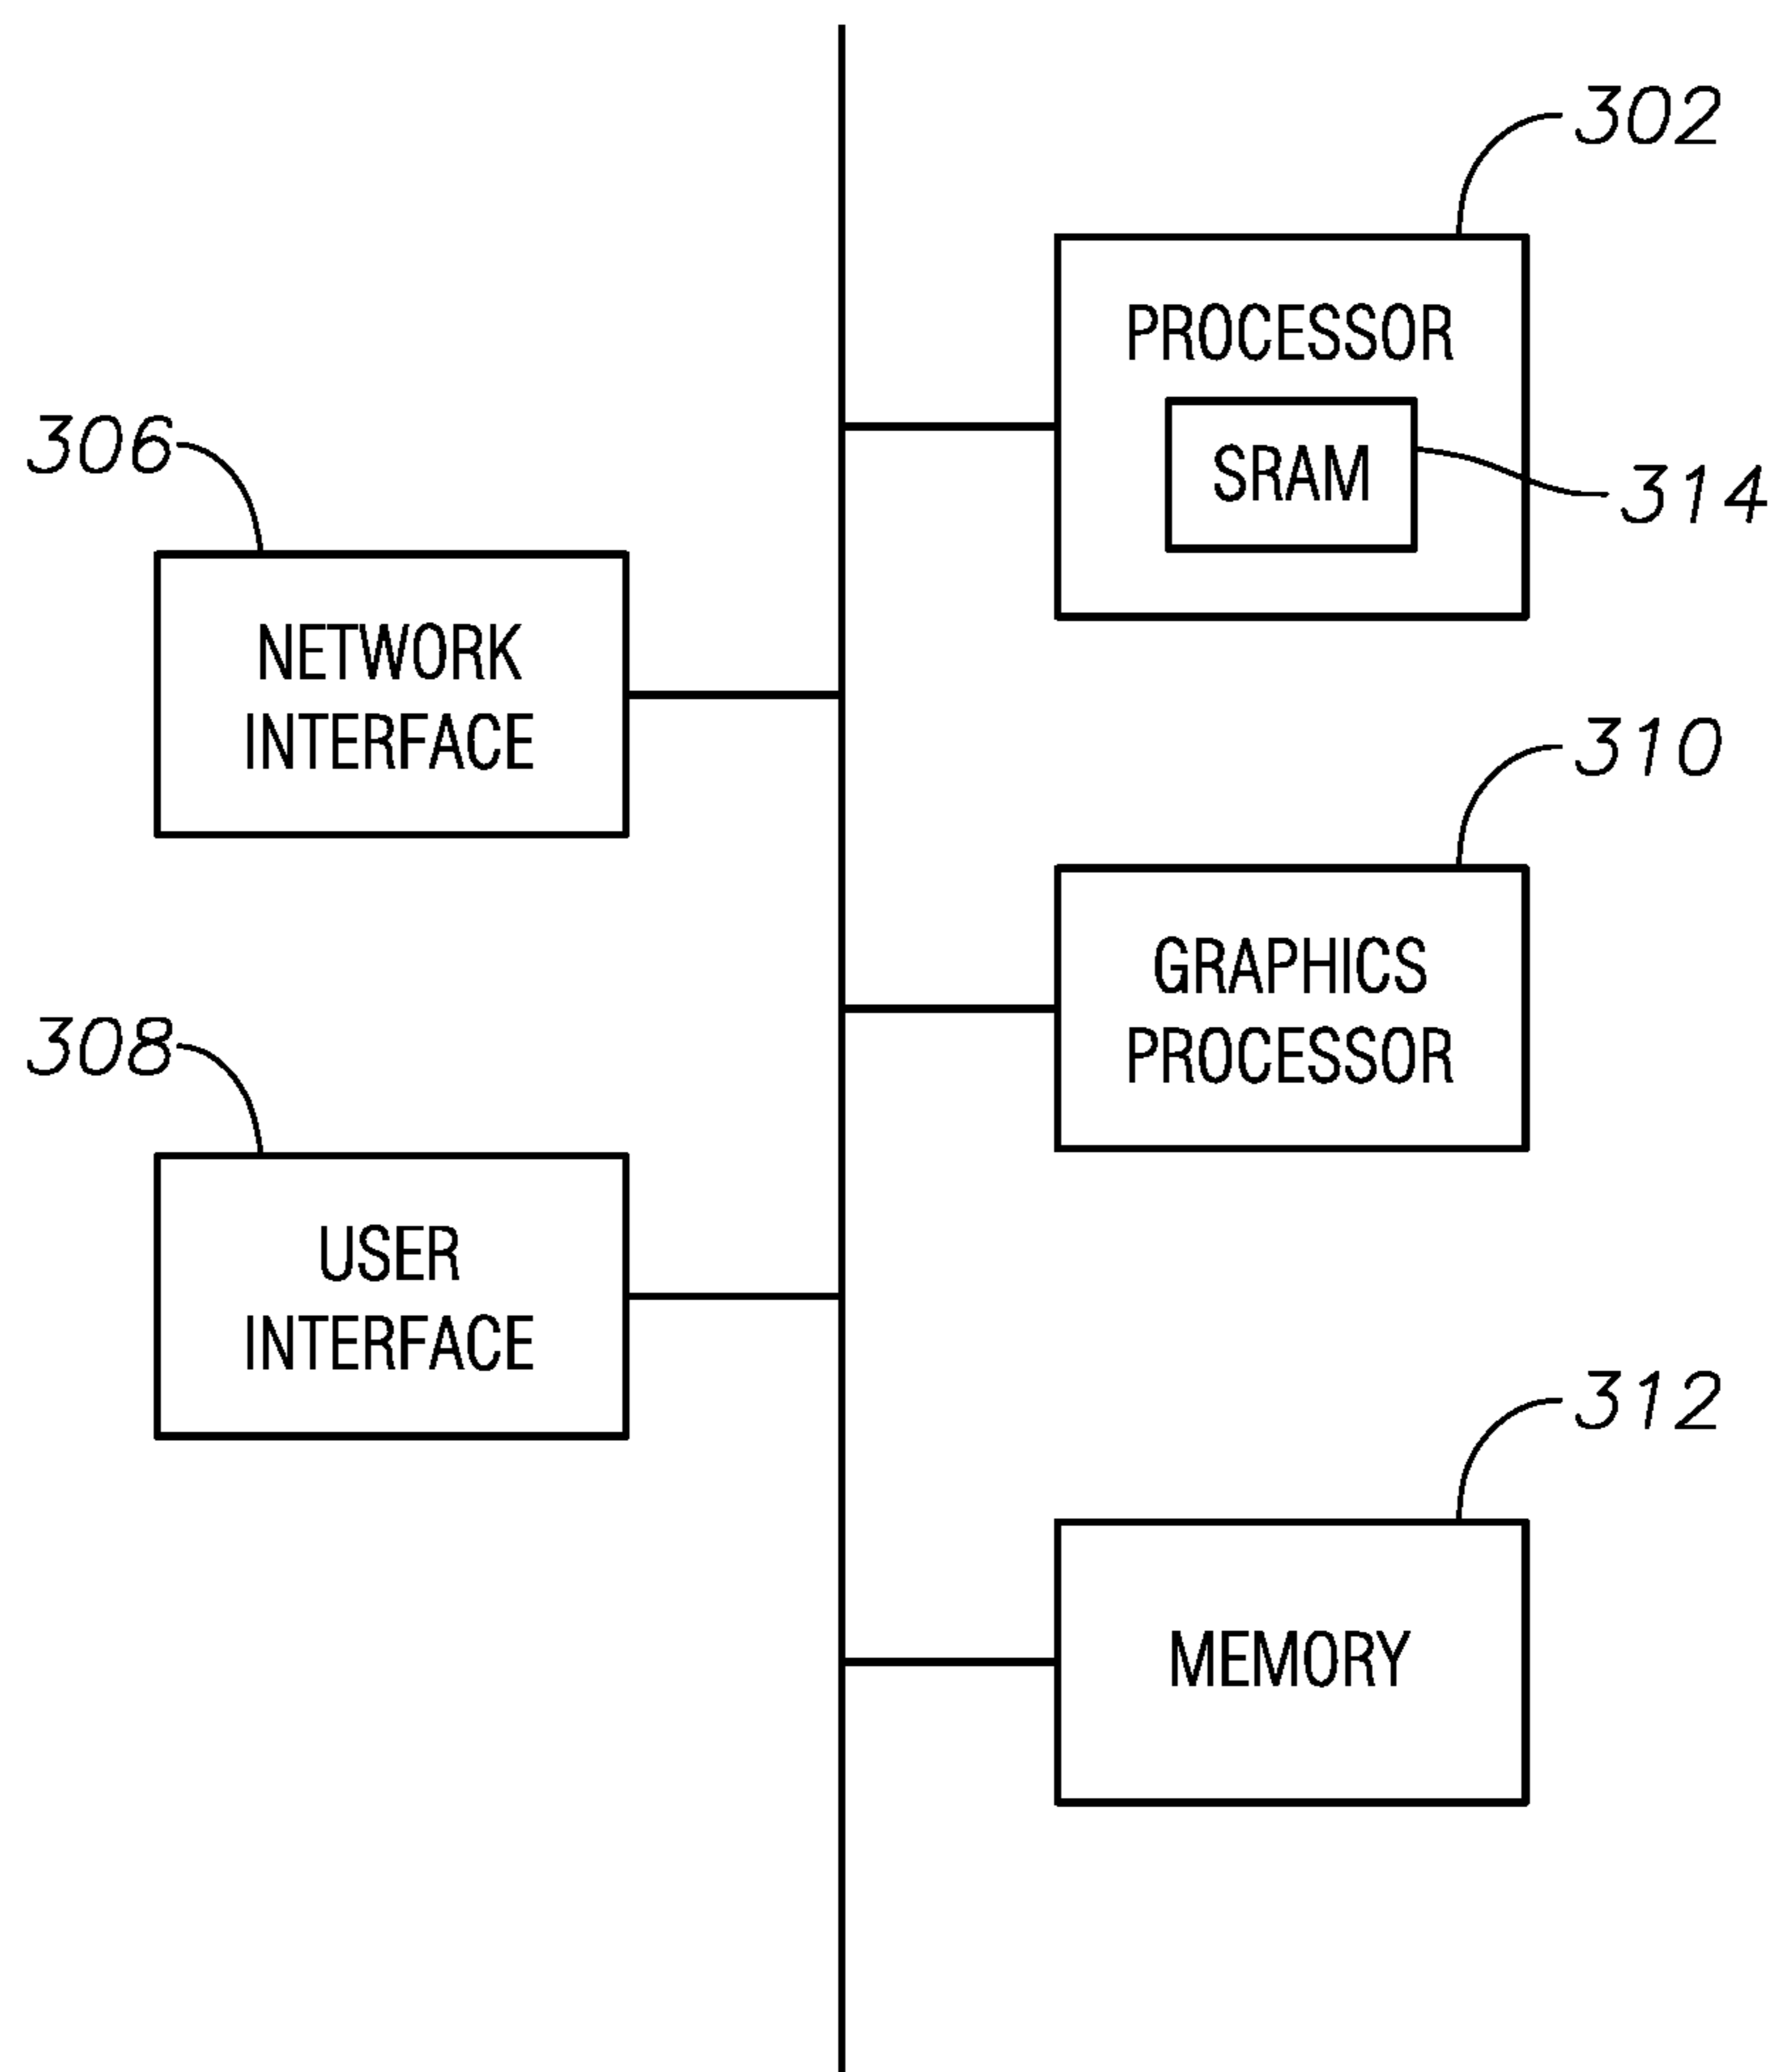 302
PROCESSOR
SRAM
314
306
NETWORK
INTERFACE
310
GRAPHICS
PROCESSOR
308
USER
INTERFACE
312
MEMORY